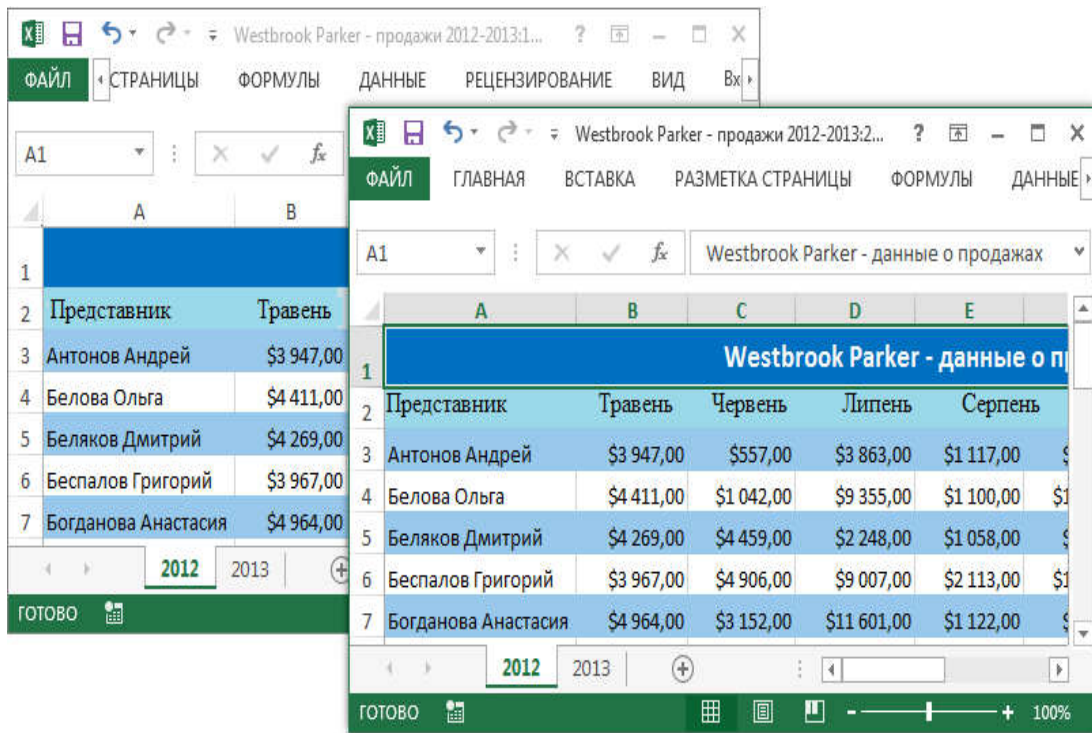 Westbrook Parker - продажи 2012-2013:1... ?
ФАЙЛ СТРАНИЦЫ ФОРМУЛЫ ДАННЫЕ РЕЦЕНЗИРОВАНИЕ ВИД Вх
A1 fx
A B
1
2 Представник Травень
3 Антонов Андрей $3 947,00
4 Белова Ольга $4 411,00
5 Беляков Дмитрий $4 269,00
6 Беспалов Григорий $3 967,00
7 Богданова Анастасия $4 964,00
2012 2013
ГОТОВО
Westbrook Parker - продажи 2012-2013:2... ?
ФАЙЛ ГЛАВНАЯ ВСТАВКА РАЗМЕТКА СТРАНИЦЫ ФОРМУЛЫ ДАННЫЕ
A1 fx Westbrook Parker - данные о продажах
A B C D E
1 Westbrook Parker - данные о п
2 Представник Травень Червень Липень Серпень
3 Антонов Андрей $3 947,00 $557,00 $3 863,00 $1 117,00 $
4 Белова Ольга $4 411,00 $1 042,00 $9 355,00 $1 100,00 $1
5 Беляков Дмитрий $4 269,00 $4 459,00 $2 248,00 $1 058,00 $
6 Беспалов Григорий $3 967,00 $4 906,00 $9 007,00 $2 113,00 $1
7 Богданова Анастасия $4 964,00 $3 152,00 $11 601,00 $1 122,00 $
2012 2013
ГОТОВО 100%